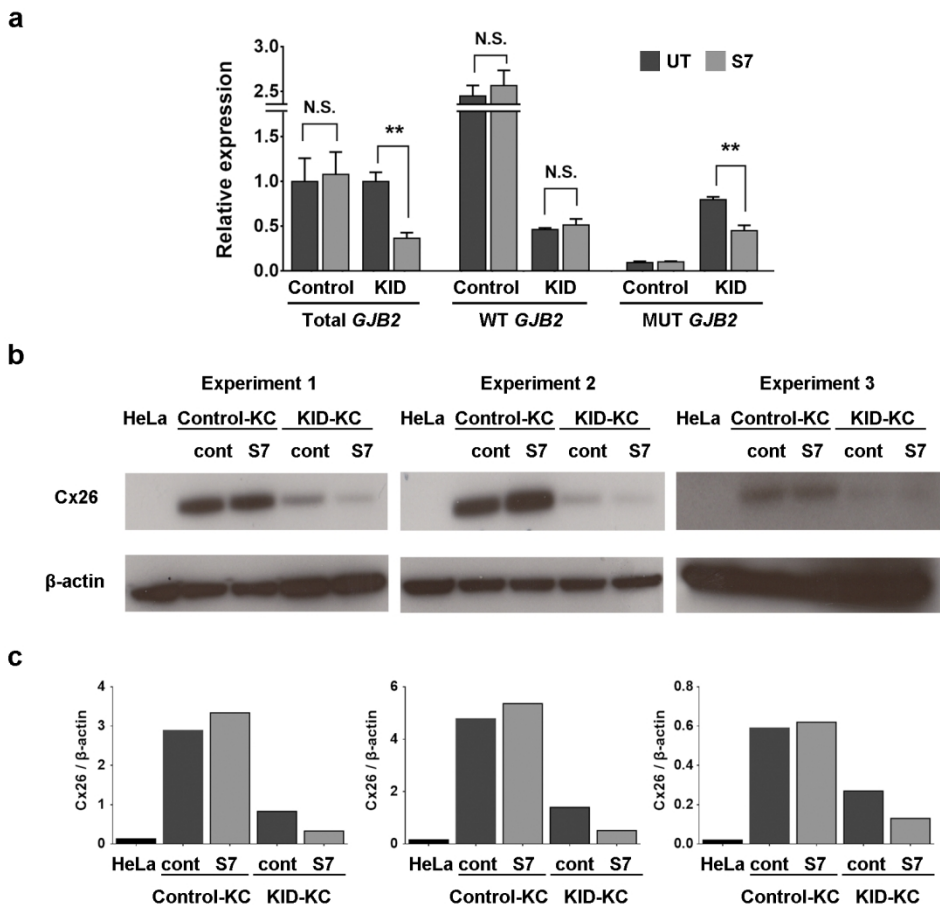 a
Relative expression
3.0
2.5
1.5
1.0
0.5
0.0
N.S.
**
N.S.
N.S.
**
UT S7
Control KID Control KID Control KID
Total GJB2 WT GJB2 MUT GJB2
b
Experiment 1 Experiment 2 Experiment 3
HeLa Control-KC KID-KC HeLa Control-KC KID-KC HeLa Control-KC KID-KC
cont S7 cont S7 cont S7 cont S7 cont S7 cont S7
Cx26
β-actin
c
Cx26 / β-actin
4
3
2
1
0
HeLa cont S7 cont S7
Control-KC KID-KC
Cx26 / β-actin
6
4
2
0
HeLa cont S7 cont S7
Control-KC KID-KC
Cx26 / β-actin
0.8
0.6
0.4
0.2
0.0
HeLa cont S7 cont S7
Control-KC KID-KC